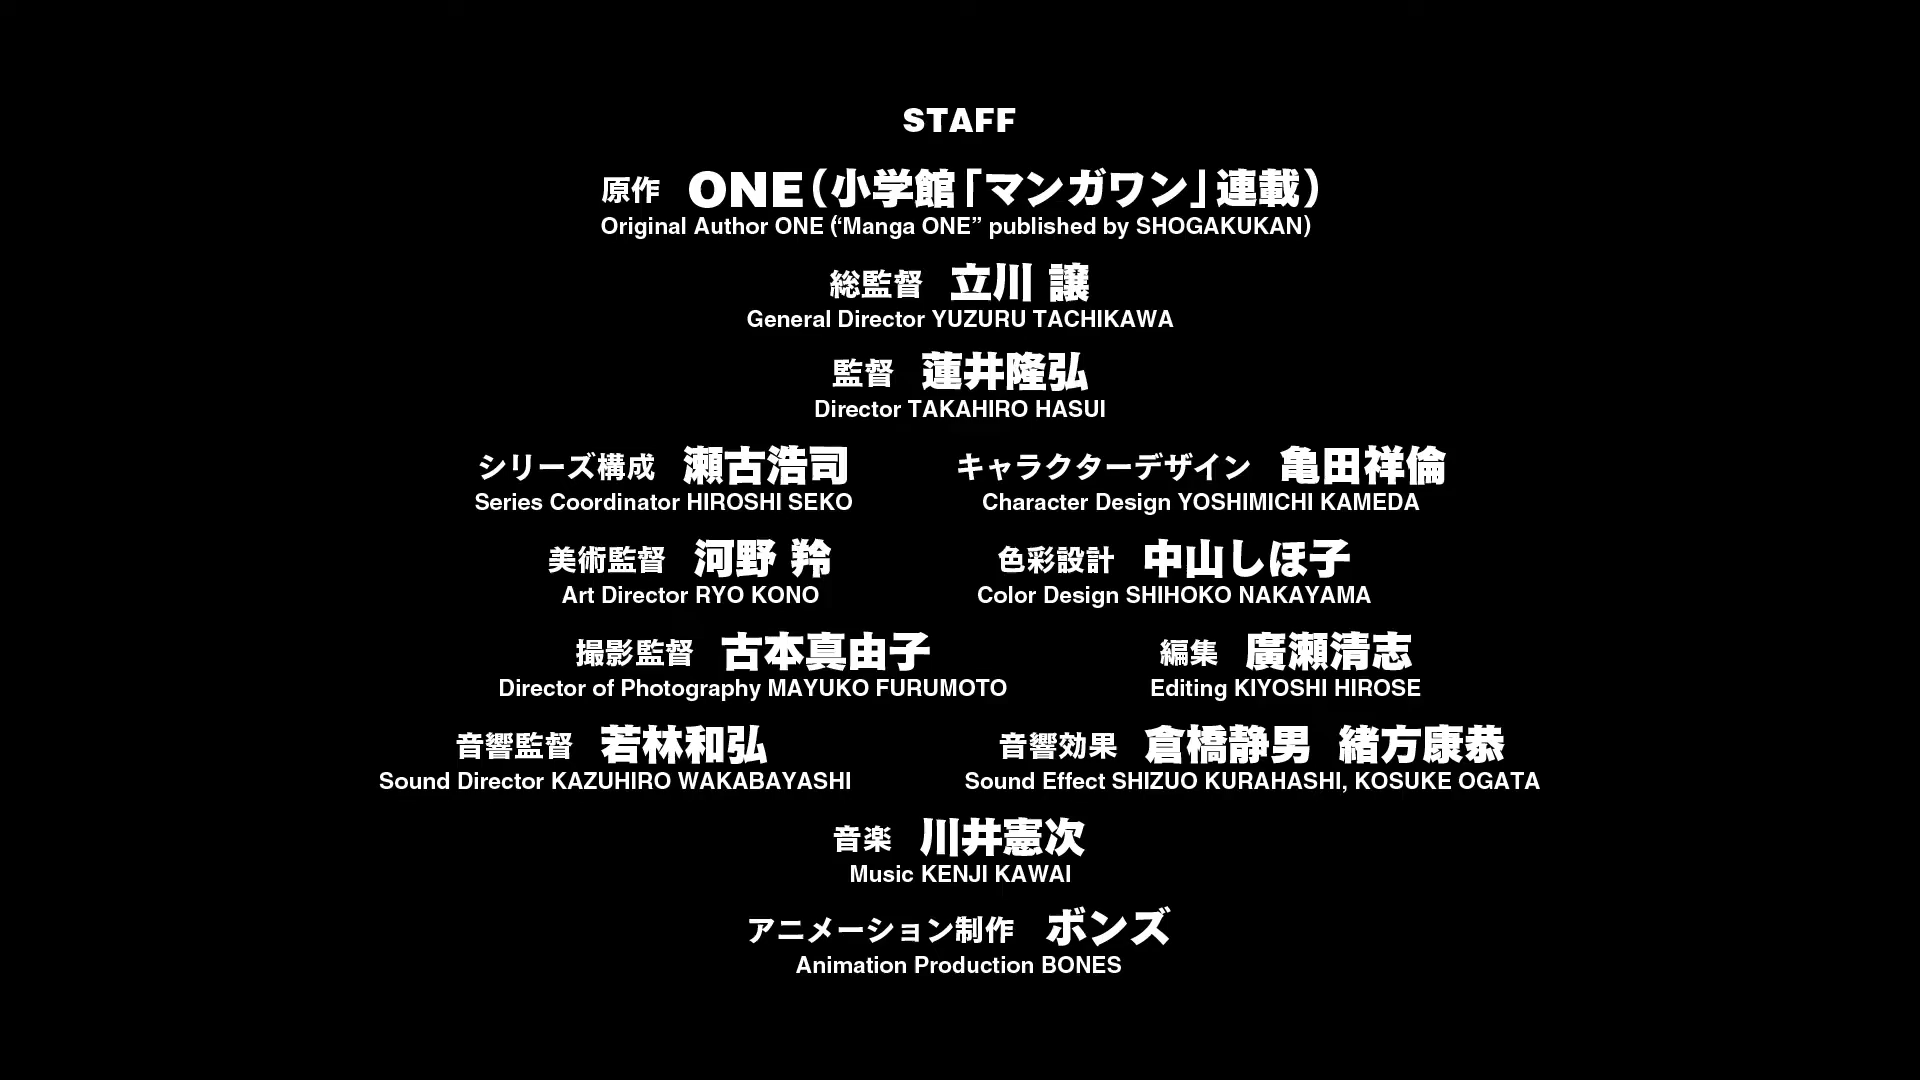 STAFF
原作 ONE(小学館「マンガワン」連載)
Original Author ONE (“Manga ONE” published by SHOGAKUKAN)
総監督 立川 譲
General Director YUZURU TACHIKAWA
監督 蓮井隆弘
Director TAKAHIRO HASUI
シリーズ構成 瀬古浩司 キャラクターデザイン 亀田祥倫
Series Coordinator HIROSHI SEKO Character Design YOSHIMICHI KAMEDA
美術監督 河野 羚 色彩設計 中山しほ子
Art Director RYO KONO Color Design SHIHOKO NAKAYAMA
撮影監督 古本真由子 編集 廣瀬清志
Director of Photography MAYUKO FURUMOTO Editing KIYOSHI HIROSE
音響監督 若林和弘 音響効果 倉橋静男 緒方康恭
Sound Director KAZUHIRO WAKABAYASHI Sound Effect SHIZUO KURAHASHI, KOSUKE OGATA
音楽 川井憲次
Music KENJI KAWAI
アニメーション制作 ボンズ
Animation Production BONES